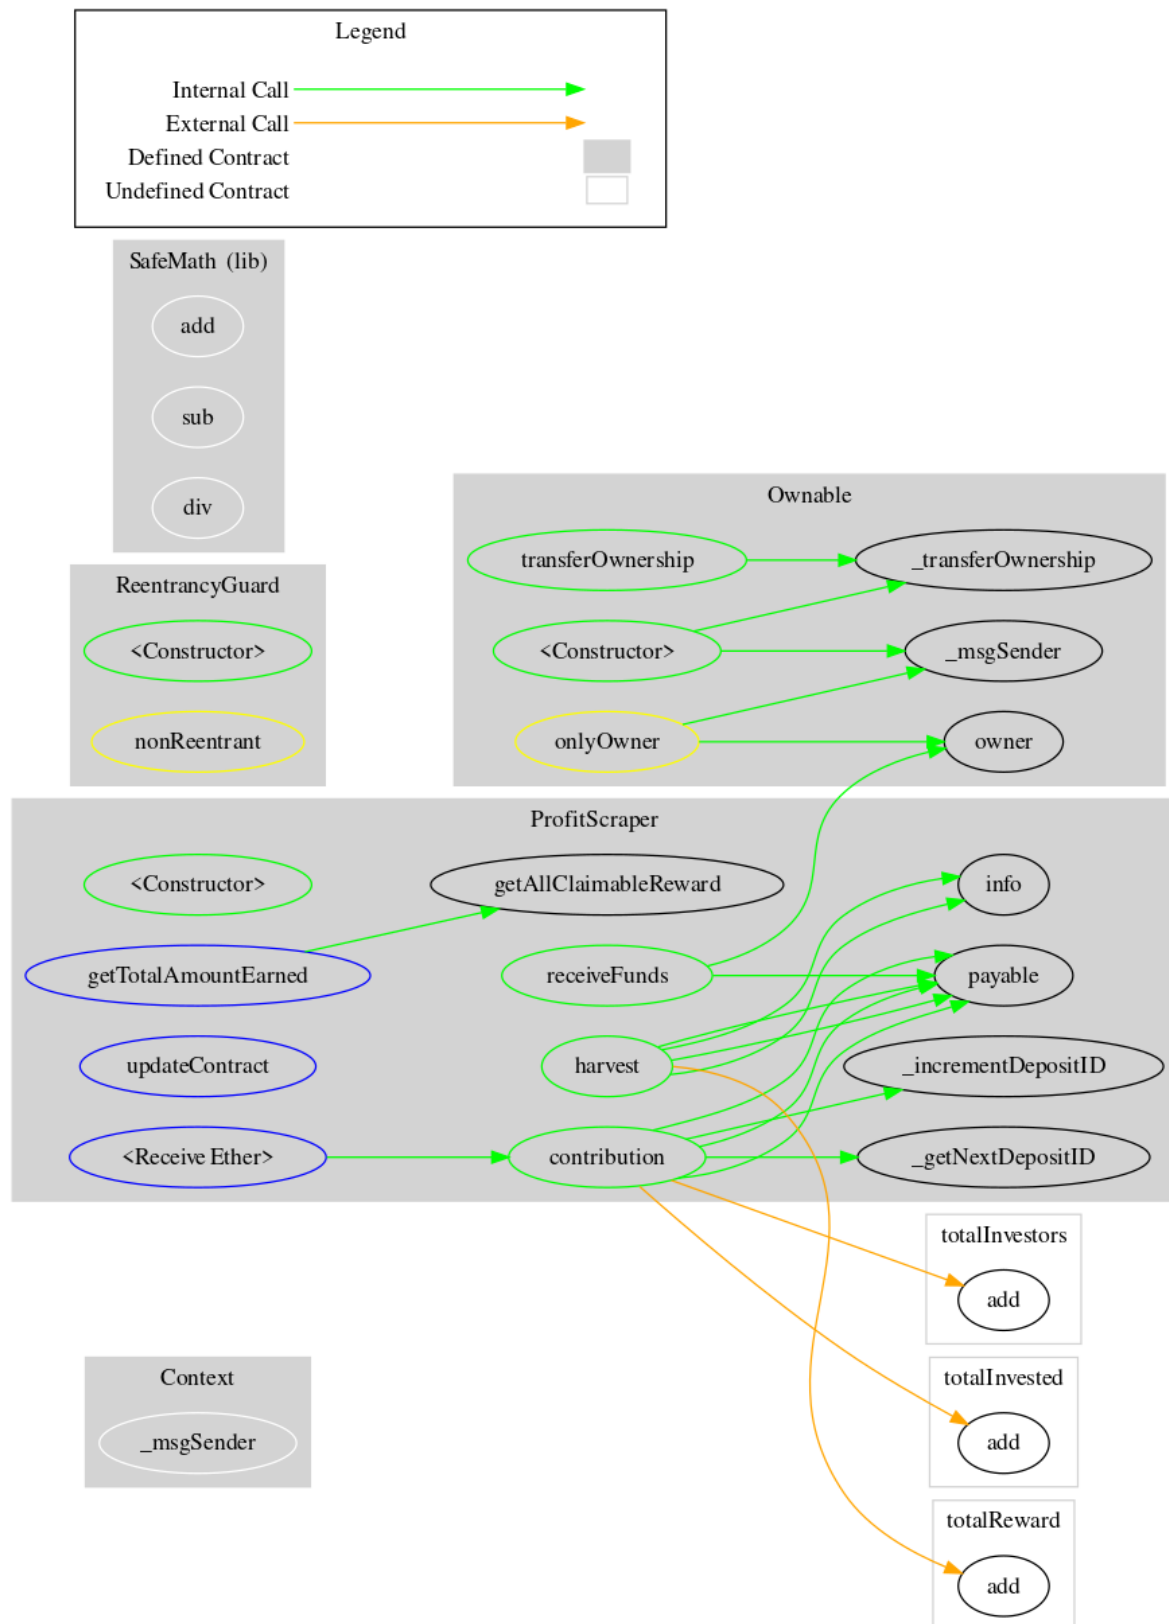 Legend
Internal Call
External Call
Defined Contract
Undefined Contract
SafeMath (lib)
add
sub
div
Ownable
transferOwnership
_transferOwnership
ReentrancyGuard
<Constructor>
<Constructor>
_msgSender
nonReentrant
onlyOwner
owner
ProfitScraper
<Constructor>
getAllClaimableReward
info
getTotalAmountEarned
receiveFunds
payable
updateContract
harvest
_incrementDepositID
<Receive Ether>
contribution
_getNextDepositID
totalInvestors
add
Context
_msgSender
totalInvested
add
totalReward
add